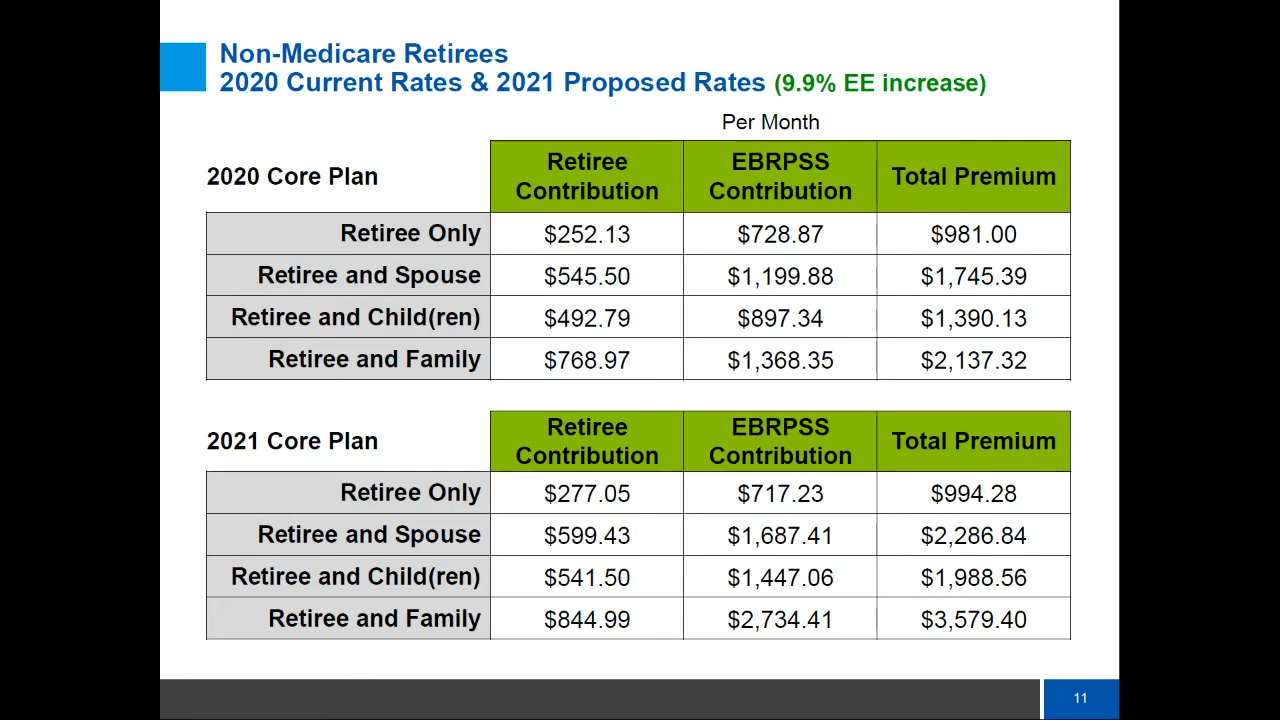 Non-Medicare Retirees
2020 Current Rates & 2021 Proposed Rates (9.9% EE increase)
Per Month
2020 Core Plan Retiree Contribution EBRPSS Contribution Total Premium
Retiree Only $252.13 $728.87 $981.00
Retiree and Spouse $545.50 $1,199.88 $1,745.39
Retiree and Child(ren) $492.79 $897.34 $1,390.13
Retiree and Family $768.97 $1,368.35 $2,137.32
2021 Core Plan Retiree Contribution EBRPSS Contribution Total Premium
Retiree Only $277.05 $717.23 $994.28
Retiree and Spouse $599.43 $1,687.41 $2,286.84
Retiree and Child(ren) $541.50 $1,447.06 $1,988.56
Retiree and Family $844.99 $2,734.41 $3,579.40
11